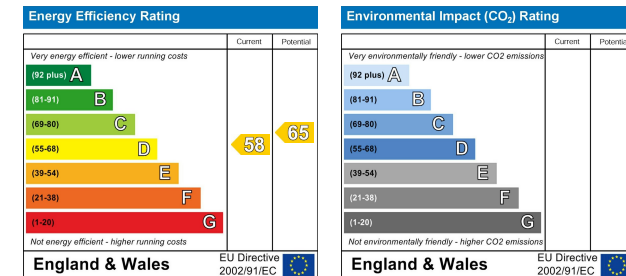 Energy Efficiency Rating
Current Potential
Very energy efficient - lower running costs
(92 plus) A
(81-91) B
(69-80) C
(55-68) D
(39-54) E
(21-38) F
(1-20) G
58
65
Not energy efficient - higher running costs
England & Wales
EU Directive
2002/91/EC
Environmental Impact (CO₂) Rating
Current Potential
Very environmentally friendly - lower CO2 emissions
(92 plus) A
(81-91) B
(69-80) C
(55-68) D
(39-54) E
(21-38) F
(1-20) G
Not environmentally friendly - higher CO2 emissions
England & Wales
EU Directive
2002/91/EC